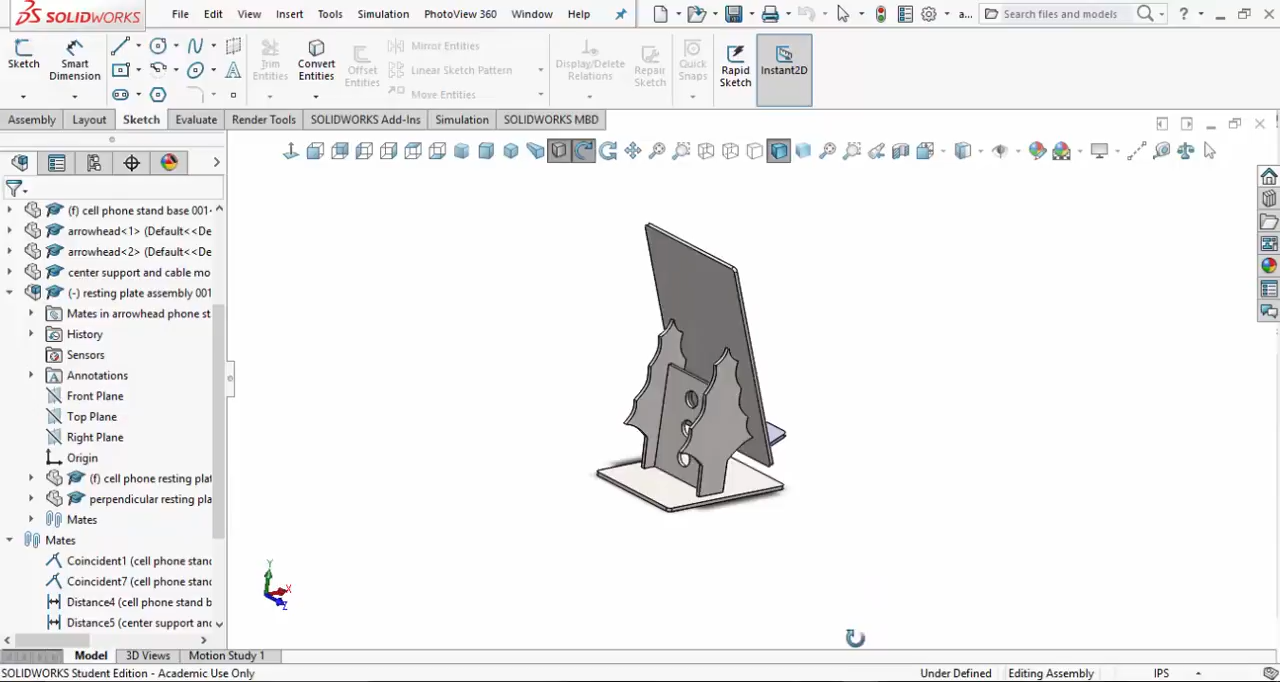 SOLIDWORKS File Edit View Insert Tools Simulation PhotoView 360 Window Help a... Search files and models ?
Sketch Smart Dimension Trim Entities Convert Entities Offset Entities Mirror Entities Linear Sketch Pattern Move Entities Display/Delete Relations Repair Sketch Quick Snaps Rapid Sketch Instant2D
Assembly Layout Sketch Evaluate Render Tools SOLIDWORKS Add-Ins Simulation SOLIDWORKS MBD
(f) cell phone stand base 001-
arrowhead<1> (Default<<De
arrowhead<2> (Default<<De
center support and cable mo
(-) resting plate assembly 001
Mates in arrowhead phone st
History
Sensors
Annotations
Front Plane
Top Plane
Right Plane
Origin
(f) cell phone resting plat
perpendicular resting pla
Mates
Mates
Coincident1 (cell phone stand
Coincident7 (cell phone stand
Distance4 (cell phone stand b
Distance5 (center support and
Y
X
Z
Model 3D Views Motion Study 1
SOLIDWORKS Student Edition - Academic Use Only Under Defined Editing Assembly IPS